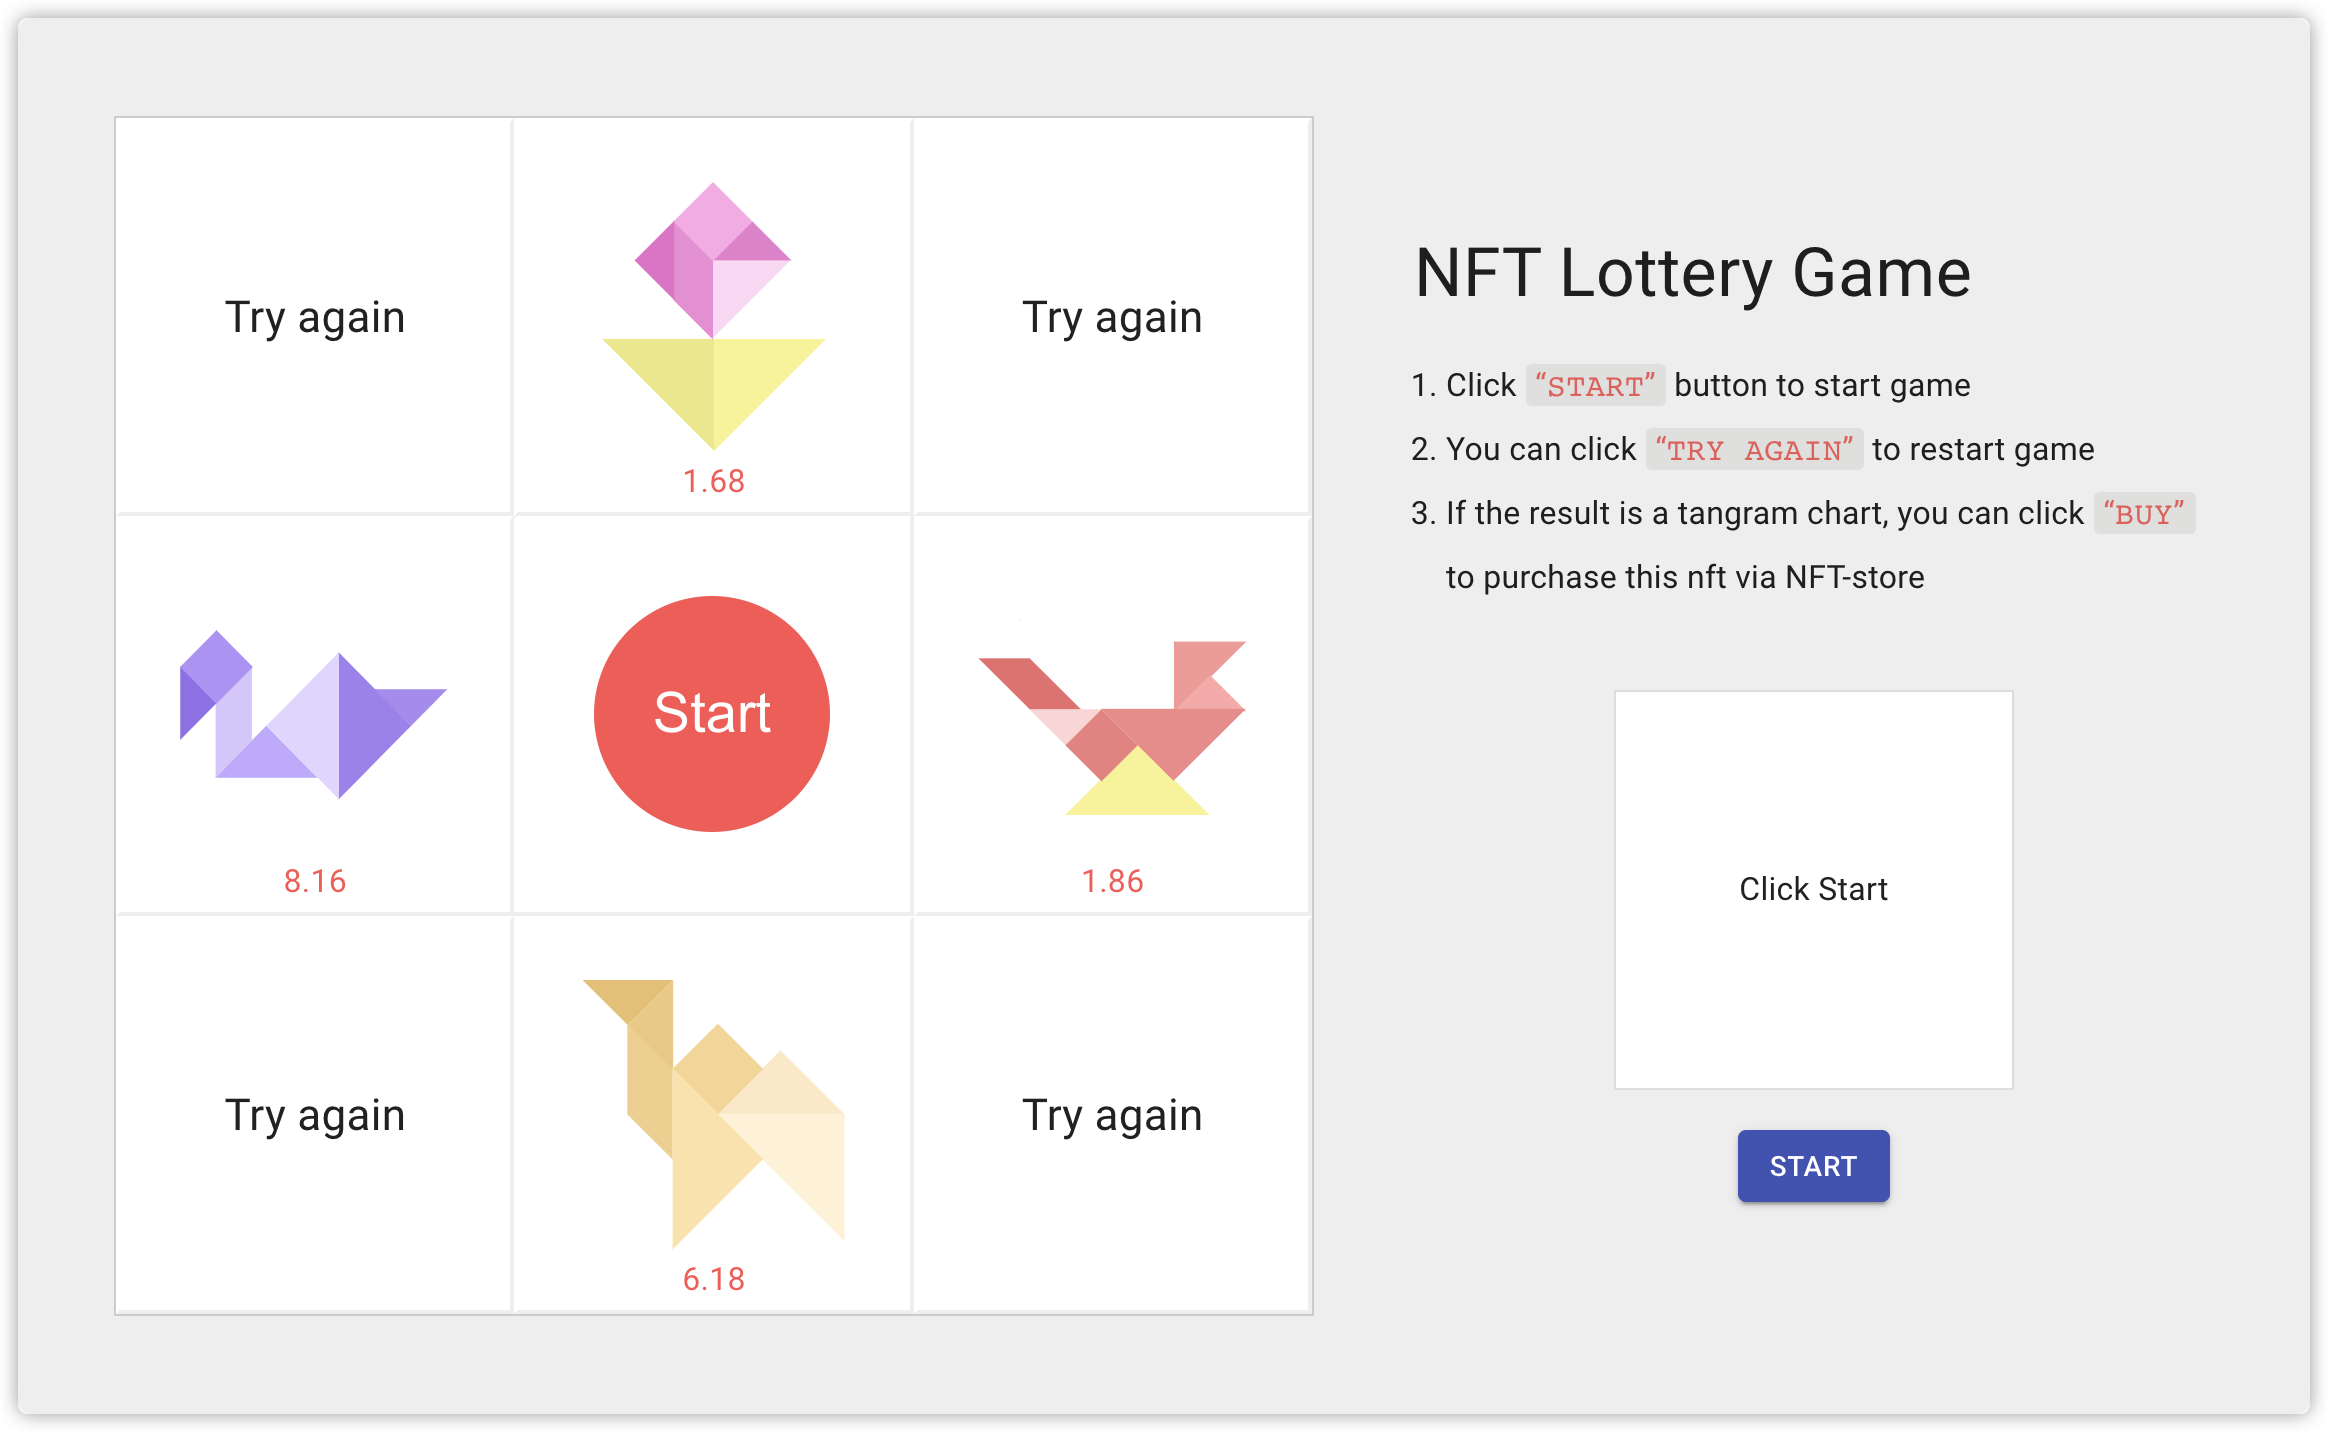 Try again
1.68
Try again
8.16
Start
1.86
Try again
6.18
Try again
NFT Lottery Game
1. Click “START” button to start game
2. You can click “TRY AGAIN” to restart game
3. If the result is a tangram chart, you can click “BUY”
to purchase this nft via NFT-store
Click Start
START